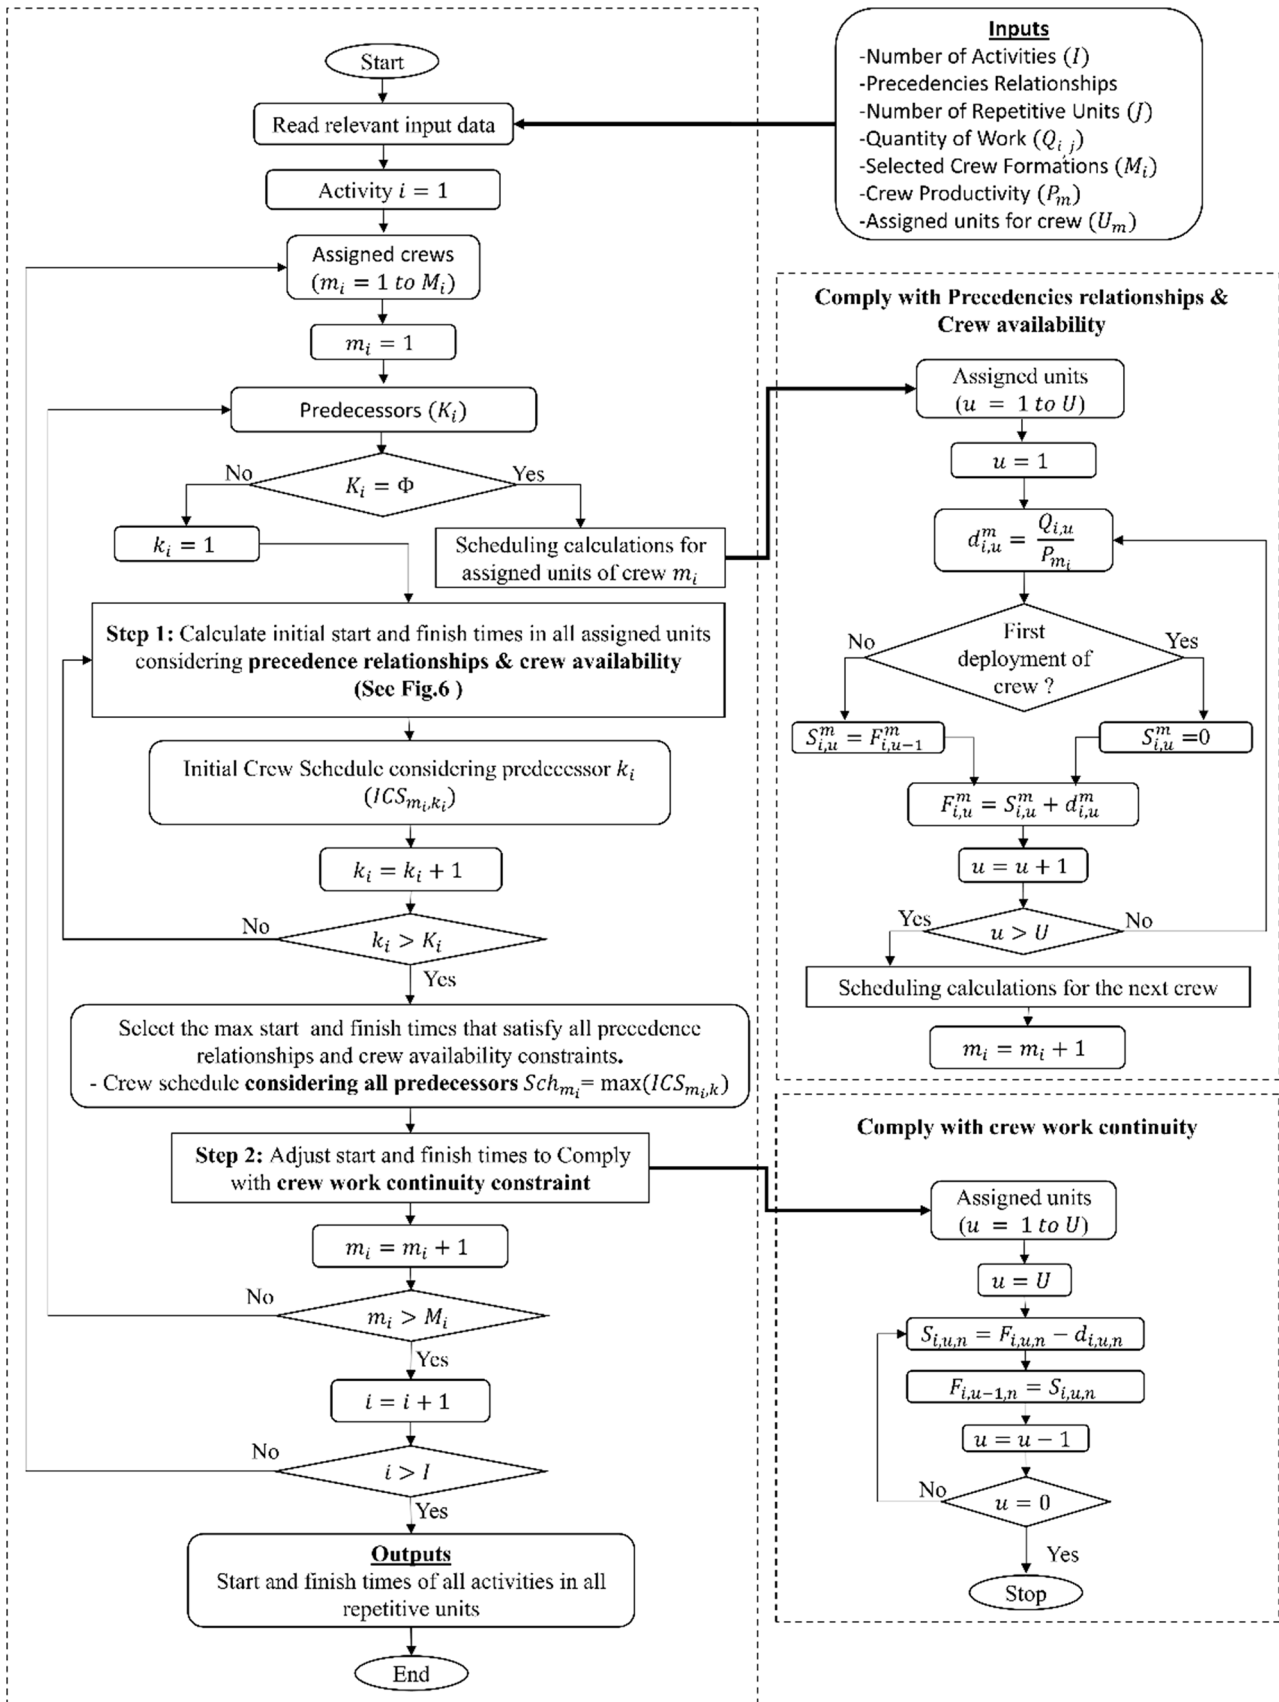 Start
Read relevant input data
Activity i = 1
Assigned crews
(m_i = 1 to M_i)
m_i = 1
Predecessors (K_i)
K_i = Φ
No
Yes
k_i = 1
Scheduling calculations for
assigned units of crew m_i
Step 1: Calculate initial start and finish times in all assigned units
considering precedence relationships & crew availability
(See Fig.6 )
Initial Crew Schedule considering predecessor k_i
(ICS_{m_i,k_i})
k_i = k_i + 1
No
k_i > K_i
Yes
Select the max start and finish times that satisfy all precedence
relationships and crew availability constraints.
- Crew schedule considering all predecessors Sch_{m_i}= max(ICS_{m_i,k})
Step 2: Adjust start and finish times to Comply
with crew work continuity constraint
m_i = m_i + 1
No
m_i > M_i
Yes
i = i + 1
No
i > I
Yes
Outputs
Start and finish times of all activities in all
repetitive units
End
Inputs
-Number of Activities (I)
-Precedencies Relationships
-Number of Repetitive Units (J)
-Quantity of Work (Q_{i,j})
-Selected Crew Formations (M_i)
-Crew Productivity (P_m)
-Assigned units for crew (U_m)
Comply with Precedencies relationships &
Crew availability
Assigned units
(u = 1 to U)
u = 1
d^m_{i,u} = Q_{i,u} / P_{m_i}
No
First
deployment of
crew ?
Yes
S^m_{i,u} = F^m_{i,u−1}
S^m_{i,u} =0
F^m_{i,u} = S^m_{i,u} + d^m_{i,u}
u = u + 1
Yes
u > U
No
Scheduling calculations for the next crew
m_i = m_i + 1
Comply with crew work continuity
Assigned units
(u = 1 to U)
u = U
S_{i,u,n} = F_{i,u,n} − d_{i,u,n}
F_{i,u−1,n} = S_{i,u,n}
u = u − 1
No
u = 0
Yes
Stop